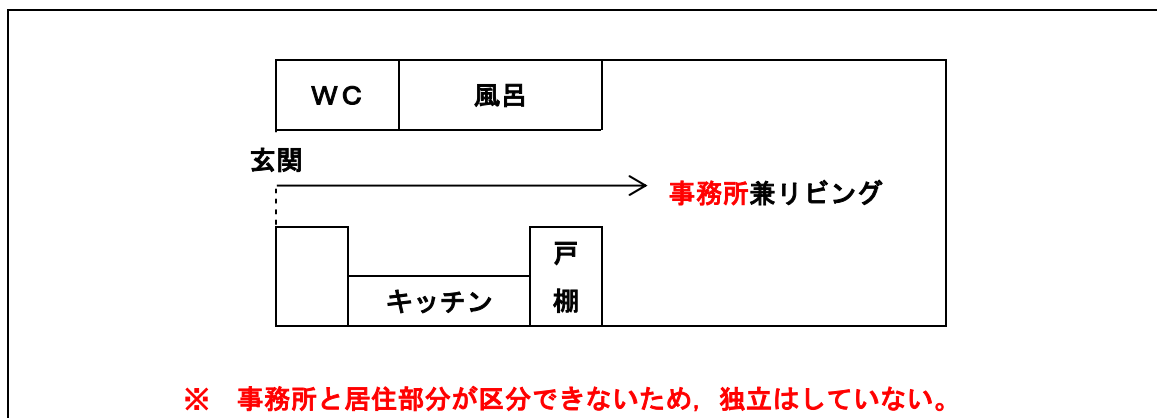 ＷＣ
風呂
玄関
事務所兼リビング
戸
棚
キッチン
※　事務所と居住部分が区分できないため，独立はしていない。